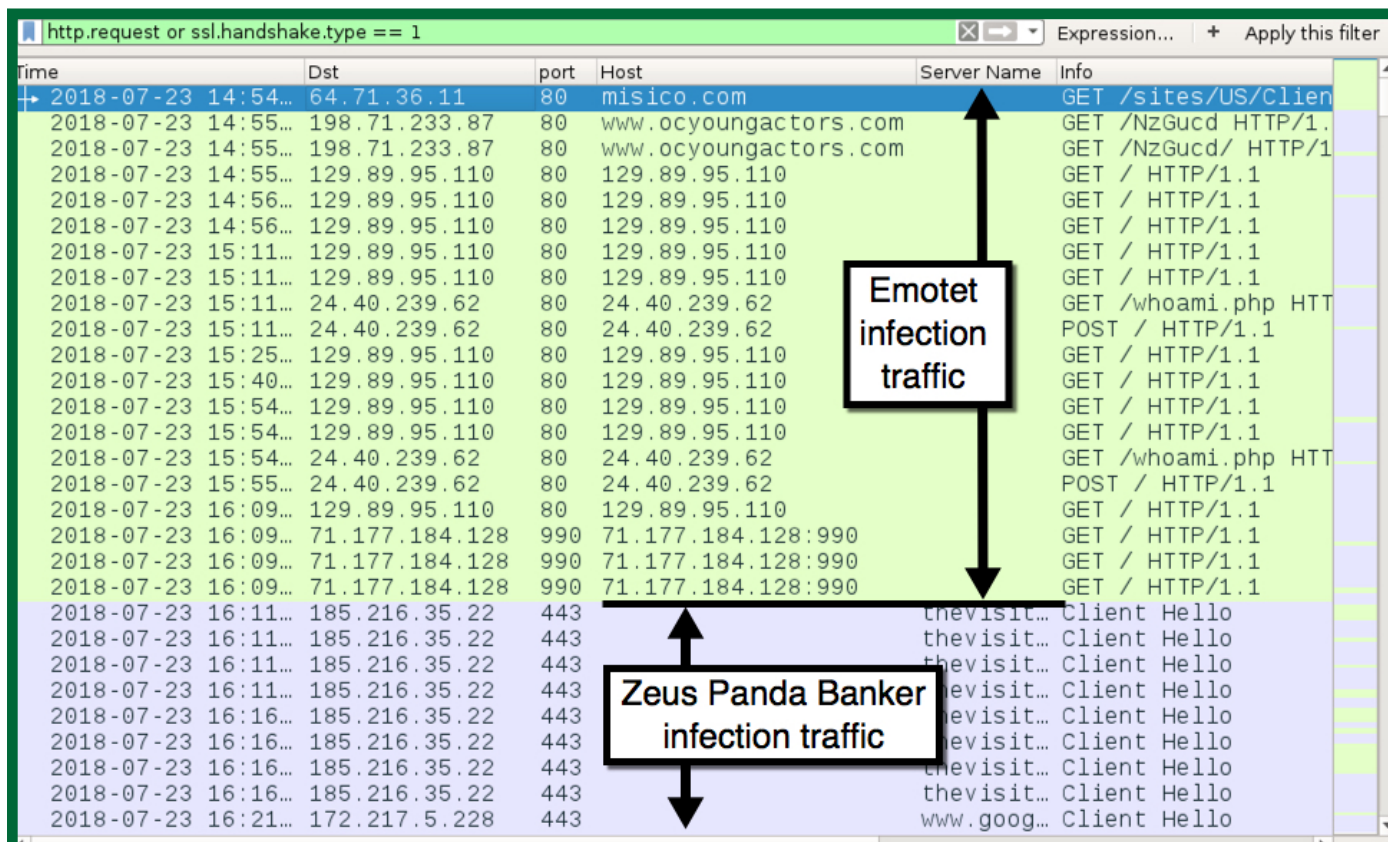 http.request or ssl.handshake.type == 1 Expression... + Apply this filter
Time Dst port Host Server Name Info
2018-07-23 14:54… 64.71.36.11 80 misico.com GET /sites/US/Clien
2018-07-23 14:55… 198.71.233.87 80 www.ocyoungactors.com GET /NzGucd HTTP/1.
2018-07-23 14:55… 198.71.233.87 80 www.ocyoungactors.com GET /NzGucd/ HTTP/1
2018-07-23 14:55… 129.89.95.110 80 129.89.95.110 GET / HTTP/1.1
2018-07-23 14:56… 129.89.95.110 80 129.89.95.110 GET / HTTP/1.1
2018-07-23 14:56… 129.89.95.110 80 129.89.95.110 GET / HTTP/1.1
2018-07-23 15:11… 129.89.95.110 80 129.89.95.110 GET / HTTP/1.1
2018-07-23 15:11… 129.89.95.110 80 129.89.95.110 GET / HTTP/1.1
2018-07-23 15:11… 24.40.239.62 80 24.40.239.62 GET /whoami.php HTT
2018-07-23 15:11… 24.40.239.62 80 24.40.239.62 POST / HTTP/1.1
2018-07-23 15:25… 129.89.95.110 80 129.89.95.110 GET / HTTP/1.1
2018-07-23 15:40… 129.89.95.110 80 129.89.95.110 GET / HTTP/1.1
2018-07-23 15:54… 129.89.95.110 80 129.89.95.110 GET / HTTP/1.1
2018-07-23 15:54… 129.89.95.110 80 129.89.95.110 GET / HTTP/1.1
2018-07-23 15:54… 24.40.239.62 80 24.40.239.62 GET /whoami.php HTT
2018-07-23 15:55… 24.40.239.62 80 24.40.239.62 POST / HTTP/1.1
2018-07-23 16:09… 129.89.95.110 80 129.89.95.110 GET / HTTP/1.1
2018-07-23 16:09… 71.177.184.128 990 71.177.184.128:990 GET / HTTP/1.1
2018-07-23 16:09… 71.177.184.128 990 71.177.184.128:990 GET / HTTP/1.1
2018-07-23 16:09… 71.177.184.128 990 71.177.184.128:990 GET / HTTP/1.1
2018-07-23 16:11… 185.216.35.22 443 thevisit… Client Hello
2018-07-23 16:11… 185.216.35.22 443 thevisit… Client Hello
2018-07-23 16:11… 185.216.35.22 443 thevisit… Client Hello
2018-07-23 16:11… 185.216.35.22 443 hevisit… Client Hello
2018-07-23 16:16… 185.216.35.22 443 hevisit… Client Hello
2018-07-23 16:16… 185.216.35.22 443 hevisit… Client Hello
2018-07-23 16:16… 185.216.35.22 443 thevisit… Client Hello
2018-07-23 16:16… 185.216.35.22 443 thevisit… Client Hello
2018-07-23 16:21… 172.217.5.228 443 www.goog… Client Hello
Emotet
infection
traffic
Zeus Panda Banker
infection traffic